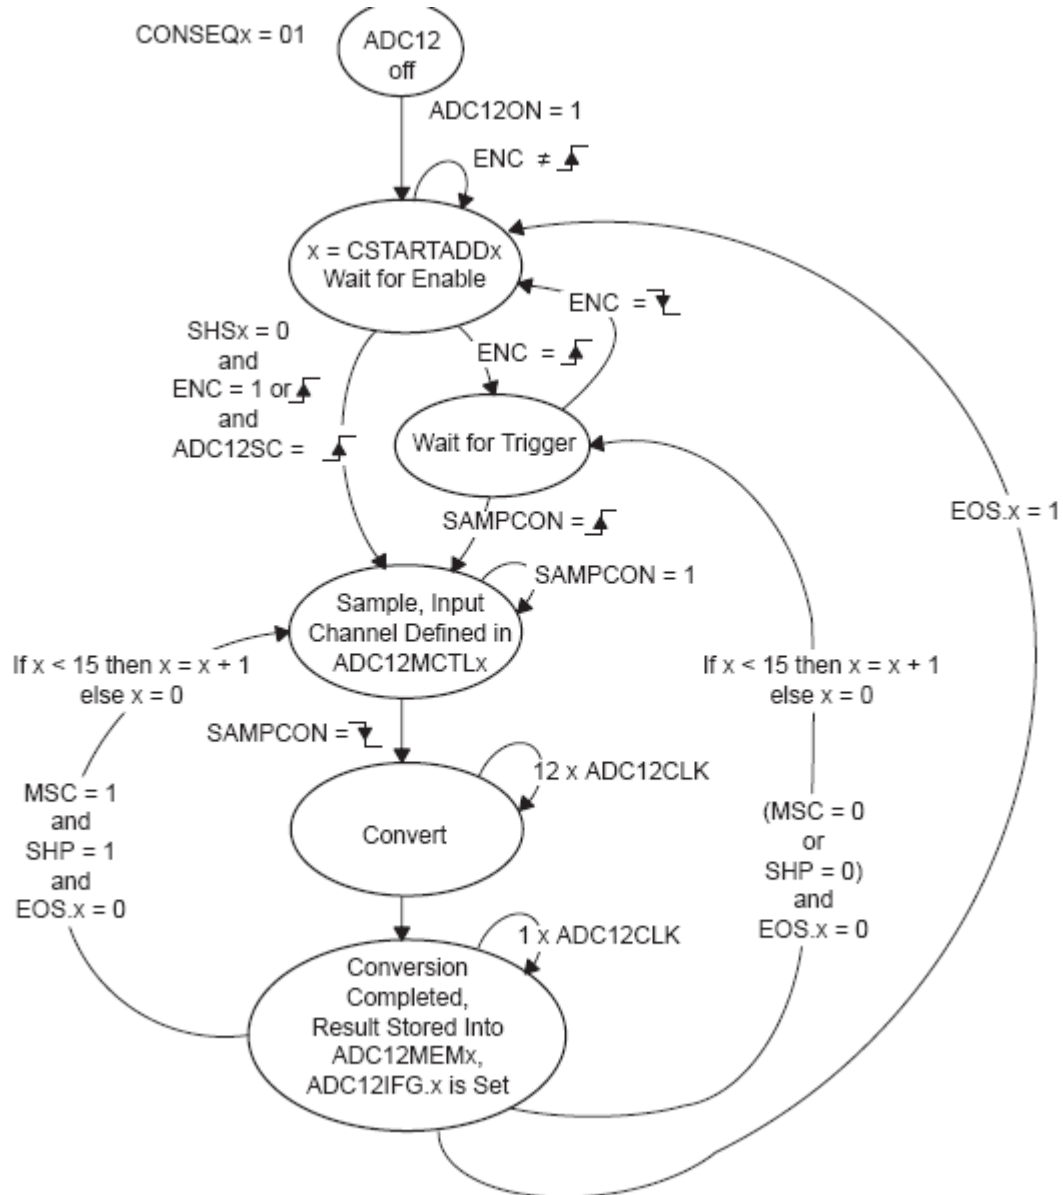 CONSEQx = 01
ADC12
off
ADC12ON = 1
ENC ≠
x = CSTARTADDx
Wait for Enable
ENC =
SHSx = 0
and
ENC = 1 or
and
ADC12SC =
ENC =
Wait for Trigger
EOS.x = 1
SAMPCON =
SAMPCON = 1
Sample, Input
Channel Defined in
ADC12MCTLx
If x < 15 then x = x + 1
else x = 0
If x < 15 then x = x + 1
else x = 0
SAMPCON =
12 x ADC12CLK
Convert
MSC = 1
and
SHP = 1
and
EOS.x = 0
(MSC = 0
or
SHP = 0)
and
EOS.x = 0
1 x ADC12CLK
Conversion
Completed,
Result Stored Into
ADC12MEMx,
ADC12IFG.x is Set